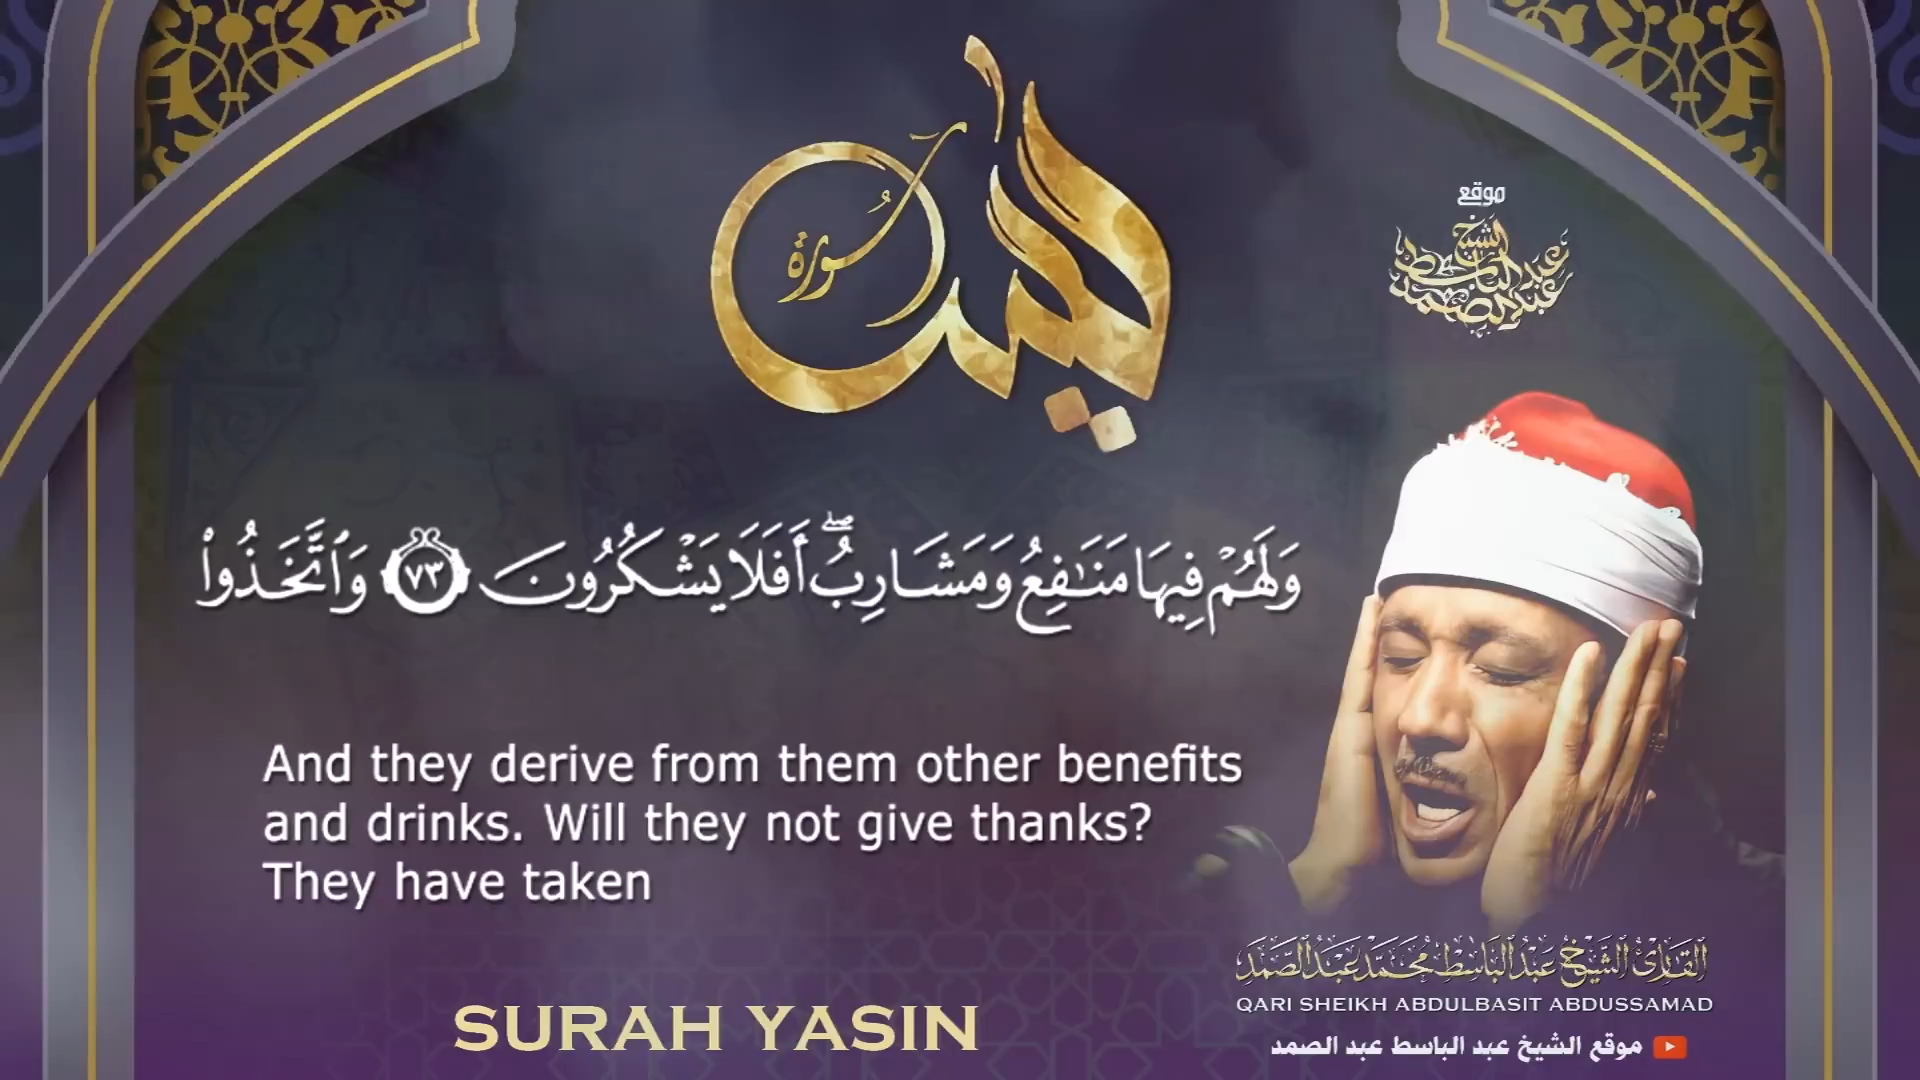 سورة يس
موقع
الشيخ
عبد الباسط
عبد الصمد
وَلَهُمْ فِيهَا مَنَـٰفِعُ وَمَشَارِبُ ۖ أَفَلَا يَشْكُرُونَ ٧٣ وَٱتَّخَذُوا۟
And they derive from them other benefits
and drinks. Will they not give thanks?
They have taken
القارئ الشيخ عبد الباسط محمد عبد الصمد
QARI SHEIKH ABDULBASIT ABDUSSAMAD
SURAH YASIN
موقع الشيخ عبد الباسط عبد الصمد